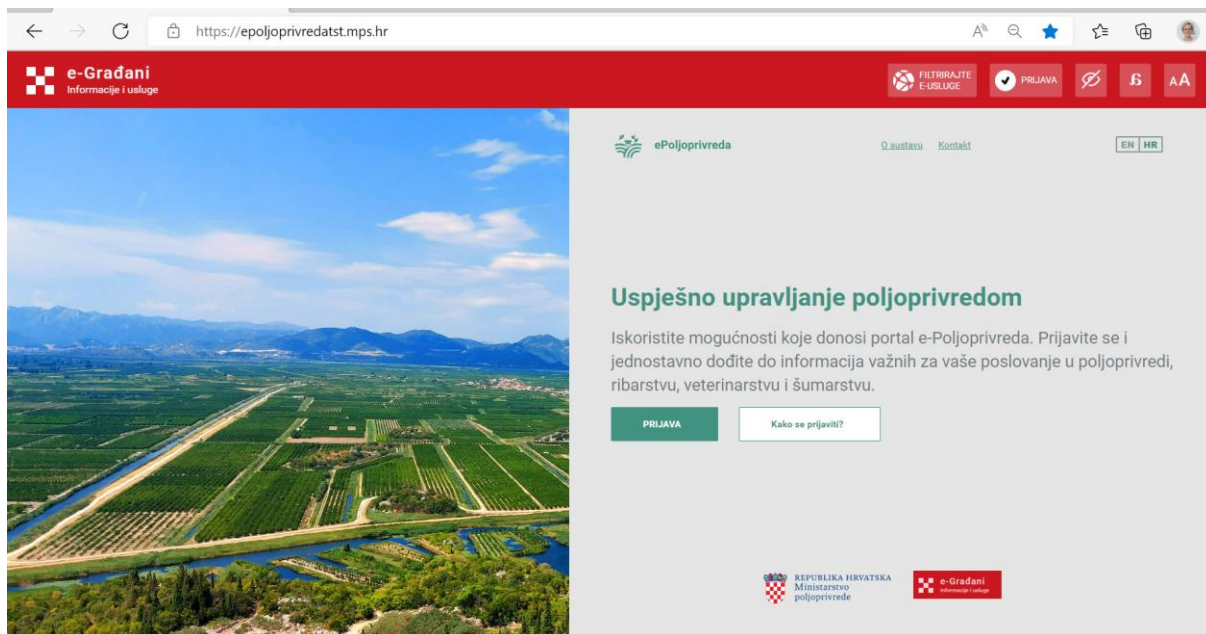 https://epoljoprivredatst.mps.hr
e-Građani
Informacije i usluge
FILTRIRAJTE
E-USLUGE
PRIJAVA
AA
ePoljoprivreda
O sustavu
Kontakt
EN HR
Uspješno upravljanje poljoprivredom
Iskoristite mogućnosti koje donosi portal e-Poljoprivreda. Prijavite se i
jednostavno dođite do informacija važnih za vaše poslovanje u poljoprivredi,
ribarstvu, veterinarstvu i šumarstvu.
PRIJAVA
Kako se prijaviti?
REPUBLIKA HRVATSKA
Ministarstvo
poljoprivrede
e-Građani
Informacije i usluge